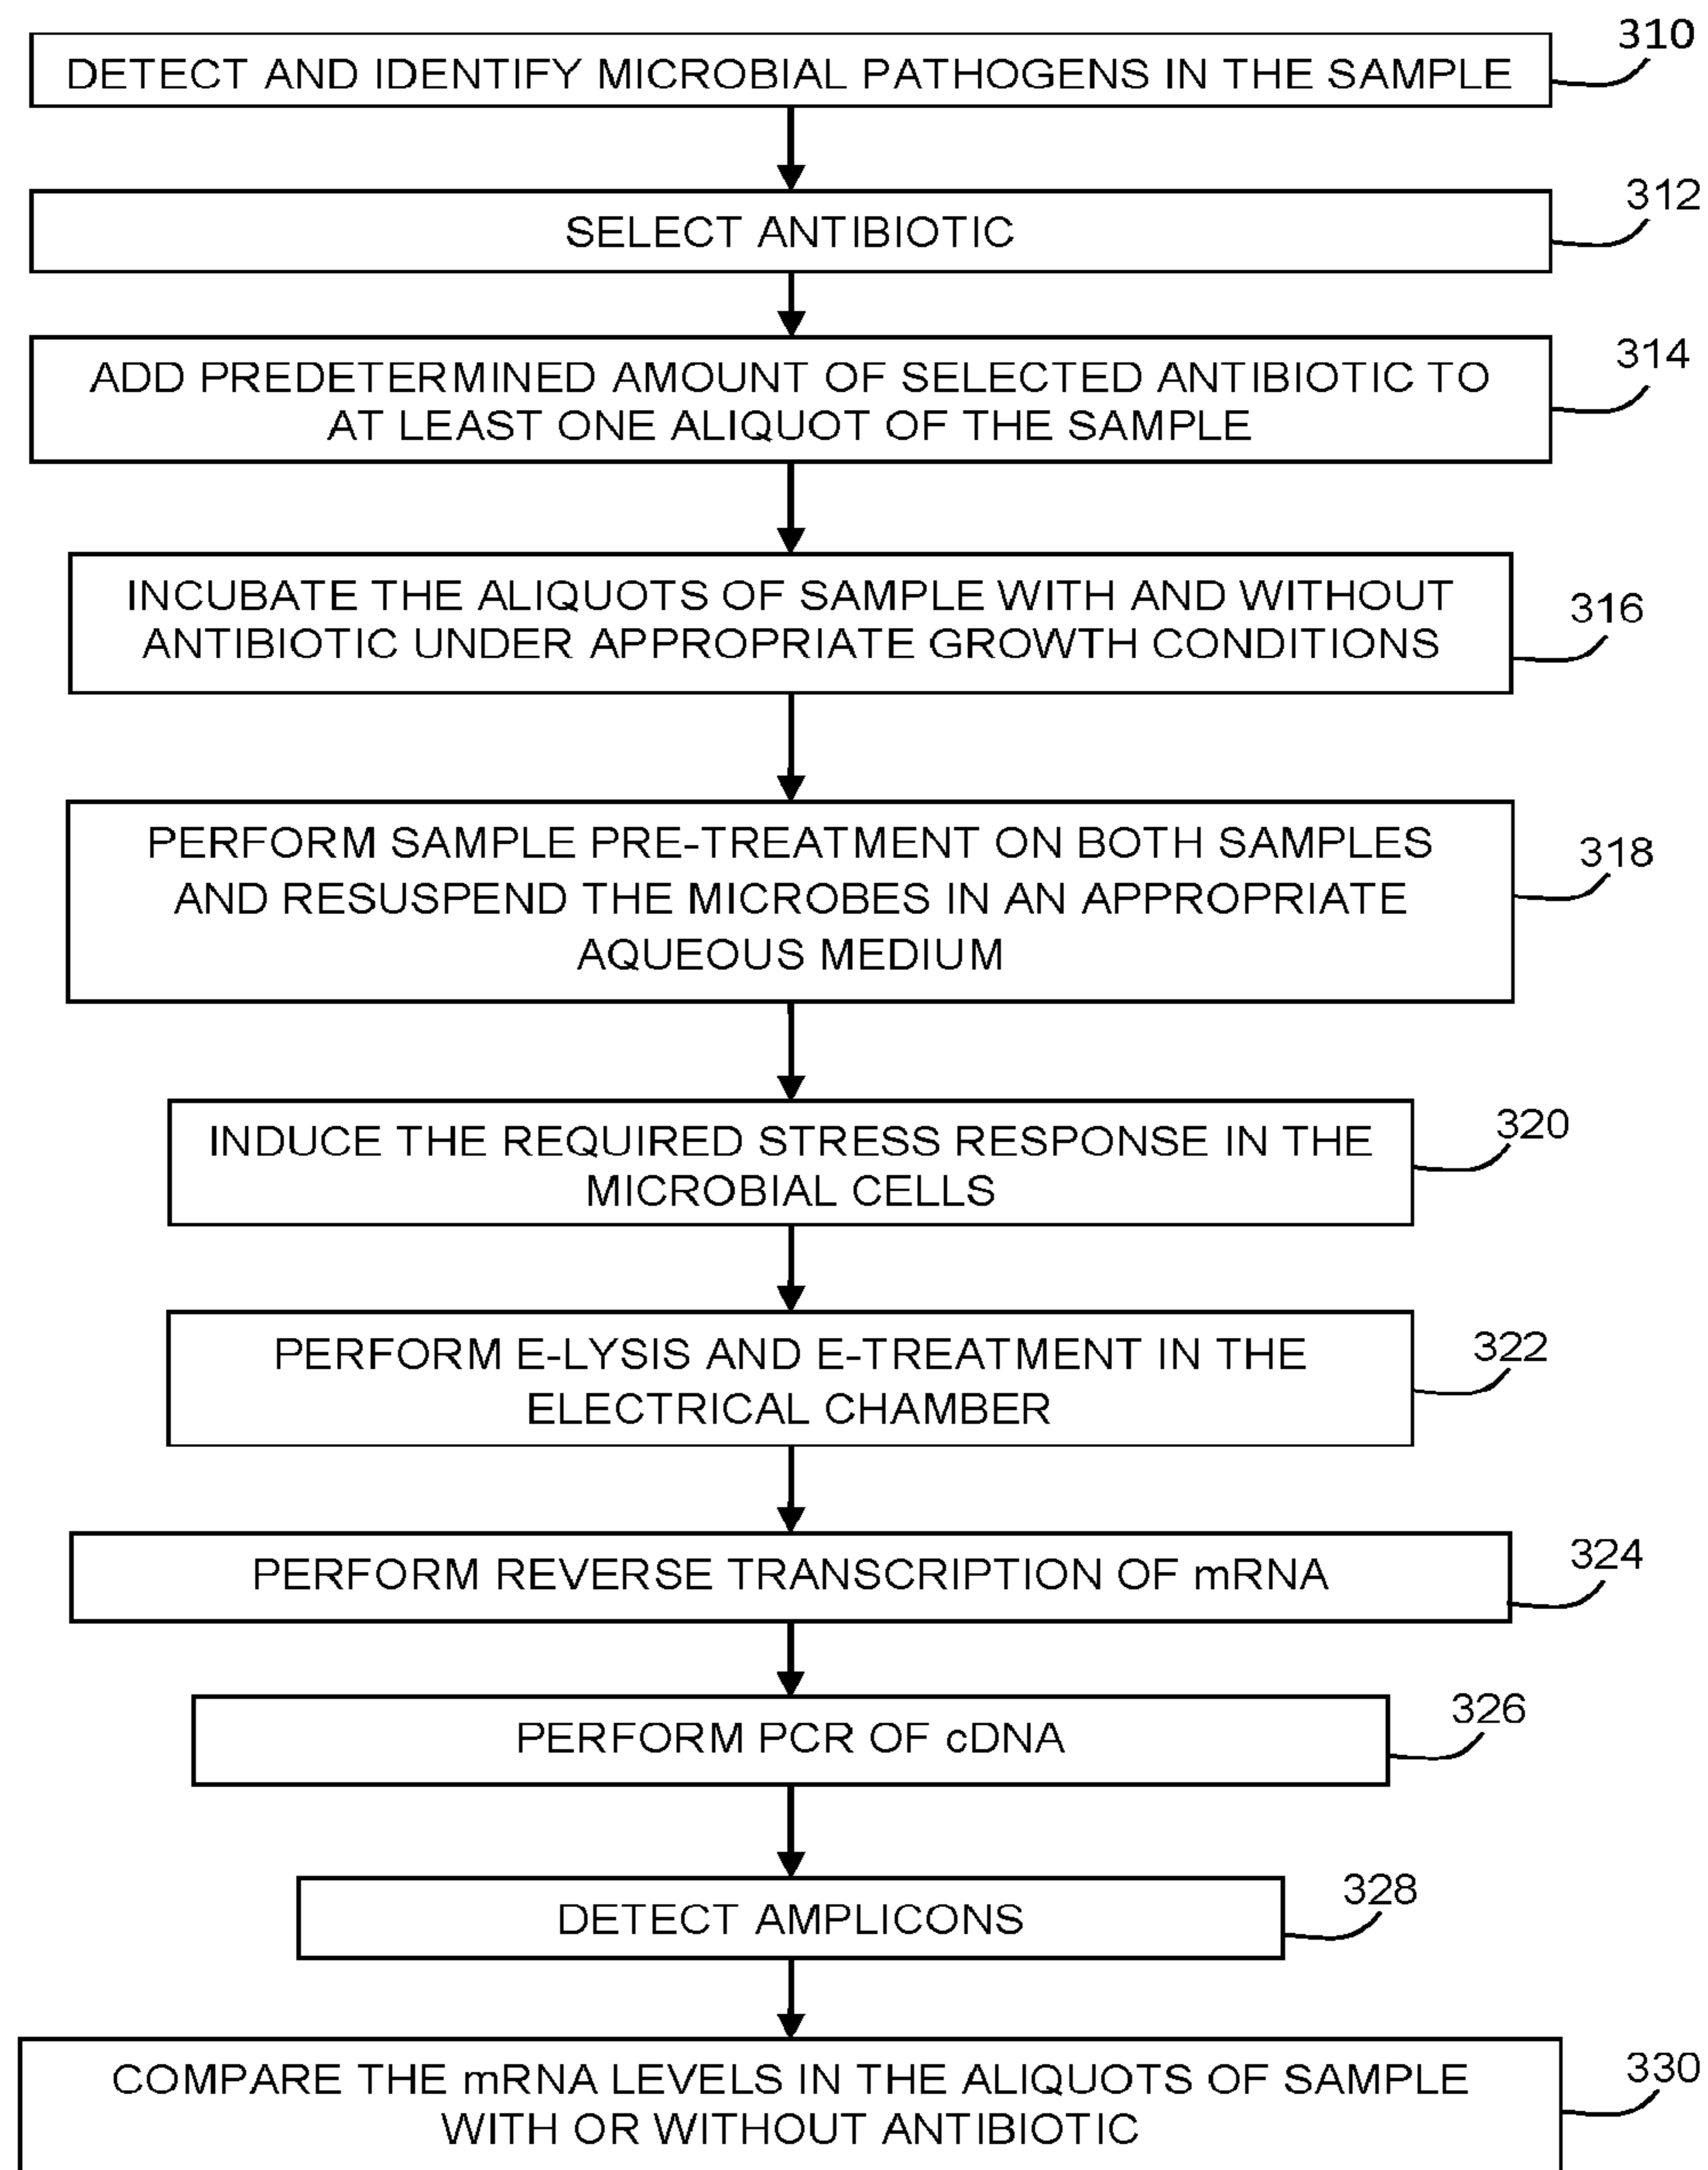 310
DETECT AND IDENTIFY MICROBIAL PATHOGENS IN THE SAMPLE
312
SELECT ANTIBIOTIC
314
ADD PREDETERMINED AMOUNT OF SELECTED ANTIBIOTIC TO
AT LEAST ONE ALIQUOT OF THE SAMPLE
316
INCUBATE THE ALIQUOTS OF SAMPLE WITH AND WITHOUT
ANTIBIOTIC UNDER APPROPRIATE GROWTH CONDITIONS
318
PERFORM SAMPLE PRE-TREATMENT ON BOTH SAMPLES
AND RESUSPEND THE MICROBES IN AN APPROPRIATE
AQUEOUS MEDIUM
320
INDUCE THE REQUIRED STRESS RESPONSE IN THE
MICROBIAL CELLS
322
PERFORM E-LYSIS AND E-TREATMENT IN THE
ELECTRICAL CHAMBER
324
PERFORM REVERSE TRANSCRIPTION OF mRNA
326
PERFORM PCR OF cDNA
328
DETECT AMPLICONS
330
COMPARE THE mRNA LEVELS IN THE ALIQUOTS OF SAMPLE
WITH OR WITHOUT ANTIBIOTIC